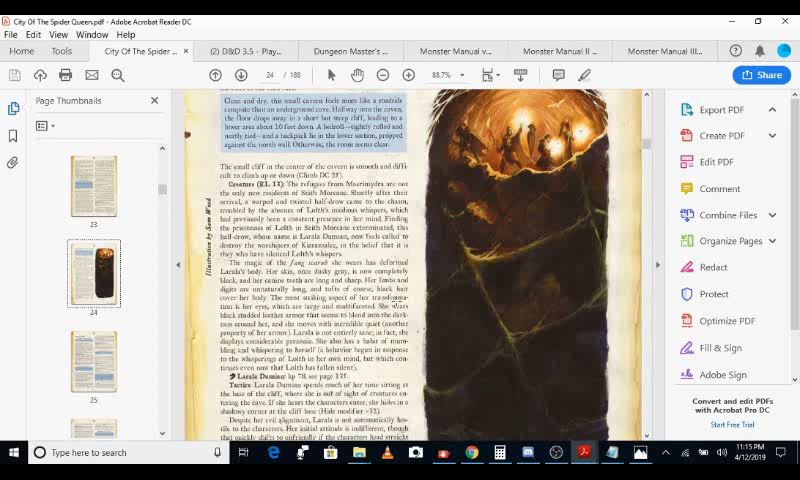 City Of The Spider Queen.pdf - Adobe Acrobat Reader DC
File Edit View Window Help
Home Tools City Of The Spider ... × (2) D&D 3.5 - Play... Dungeon Master's ... Monster Manual v... Monster Manual II ... Monster Manual III...
24 / 188 88.7% Share
Page Thumbnails ×
23
24
25
Clean and dry, this small cavern feels more like a roadside
campsite than an underground cave. Halfway into the cavern,
the floor drops away in a short but steep cliff, leading to a
lower area about 10 feet down. A bedroll—tightly rolled and
neatly tied—and a backpack lie in the lower section, propped
against the north wall. Otherwise, the room seems clear.
The small cliff in the center of the cavern is smooth and diffi-
cult to climb up or down (Climb DC 25).
Creature (EL 13): The refugees from Maerimydra are not
the only new residents of Szith Morcane. Shortly after their
arrival, a warped and twisted half-drow came to the chasm,
troubled by the absence of Lolth's insidious whispers, which
had previously been a constant presence in her mind. Finding
the priestesses of Lolth in Szith Morcane exterminated, this
half-drow, whose name is Larala Damian, now feels called to
destroy the worshipers of Kiaransalee, in the belief that it is
they who have silenced Lolth's whispers.
The magic of the fang scarab she wears has deformed
Larala's body. Her skin, once dusky gray, is now completely
black, and her canine teeth are long and sharp. Her limbs and
digits are unnaturally long, and tufts of coarse, black hair
cover her body. The most striking aspect of her transforma-
tion is her eyes, which are large and multifaceted. She wears
black studded leather armor that seems to blend into the dark-
ness around her, and she moves with incredible quiet (another
property of her armor). Larala is not entirely sane; in fact, she
displays considerable paranoia. She also has a habit of mum-
bling and whispering to herself (a behavior begun in response
to the whisperings of Lolth in her own mind, but which con-
tinues even now that Lolth has fallen silent).
Larala Damian: hp 78, see page 135.
Tactics: Larala Damian spends much of her time sitting at
the base of the cliff, where she is out of sight of creatures en-
tering the cave. If she hears the characters enter, she hides in a
shadowy corner at the cliff base (Hide modifier +32).
Despite her evil alignment, Larala is not automatically hos-
tile to the characters. Her initial attitude is indifferent, though
that quickly shifts to unfriendly if the characters head straight
Illustration by Sam Wood
Export PDF
Create PDF
Edit PDF
Comment
Combine Files
Organize Pages
Redact
Protect
Optimize PDF
Fill & Sign
Adobe Sign
Convert and edit PDFs
with Acrobat Pro DC
Start Free Trial
Type here to search
11:15 PM
4/12/2019